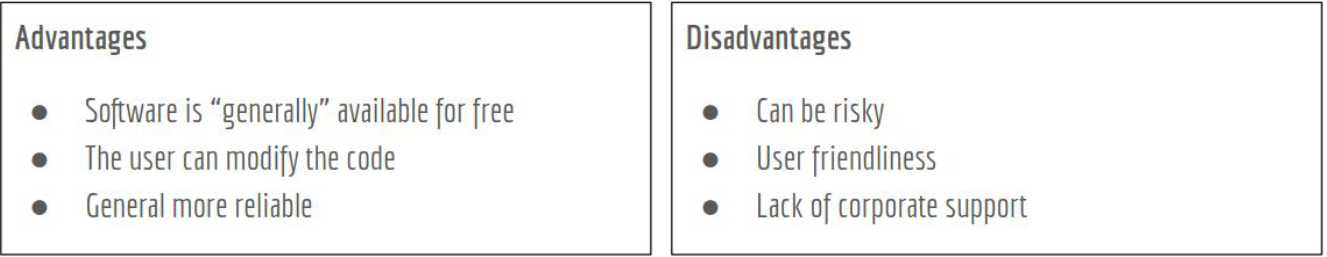 Advantages
● Software is “generally” available for free
● The user can modify the code
● General more reliable
Disadvantages
● Can be risky
● User friendliness
● Lack of corporate support